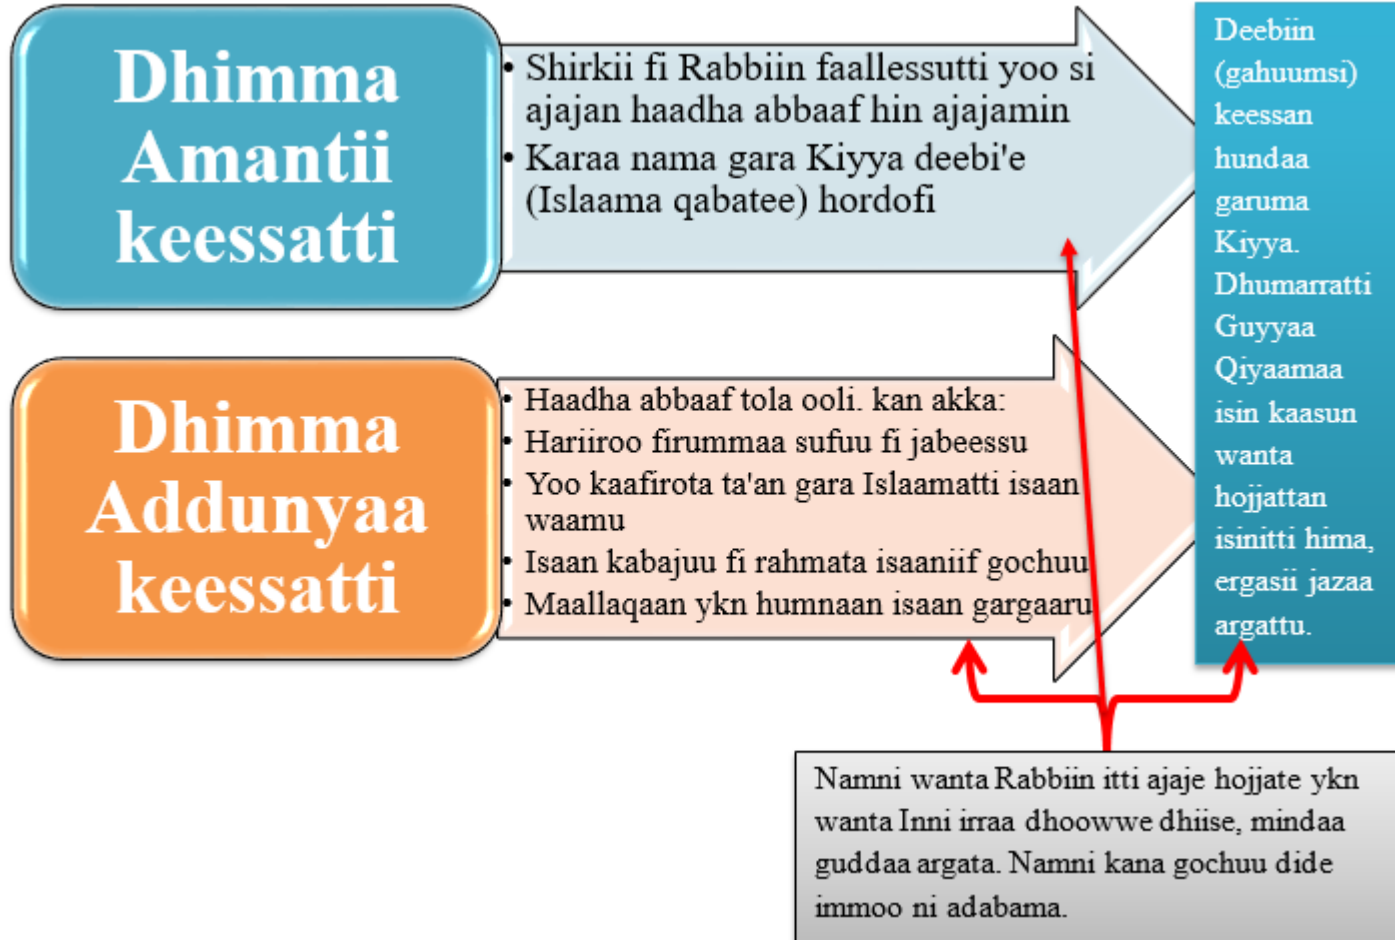 Dhimma
Amantii
keessatti
• Shirkii fi Rabbiin faallessutti yoo si
ajajan haadha abbaaf hin ajajamin
• Karaa nama gara Kiyya deebi'e
(Islaama qabatee) hordofi
Dhimma
Addunyaa
keessatti
• Haadha abbaaf tola ooli. kan akka:
• Hariiroo firummaa sufuu fi jabeessu
• Yoo kaafirota ta'an gara Islaamatti isaan
waamu
• Isaan kabajuu fi rahmata isaaniif gochuu
• Maallaqaan ykn humnaan isaan gargaaru
Deebiin
(gahuumsi)
keessan
hundaa
garuma
Kiyya.
Dhumarratti
Guyyaa
Qiyaamaa
isin kaasun
wanta
hojjattan
isinitti hima,
ergasii jazaa
argattu.
Namni wanta Rabbiin itti ajaje hojjate ykn
wanta Inni irraa dhoowwe dhiise, mindaa
guddaa argata. Namni kana gochuu dide
immoo ni adabama.